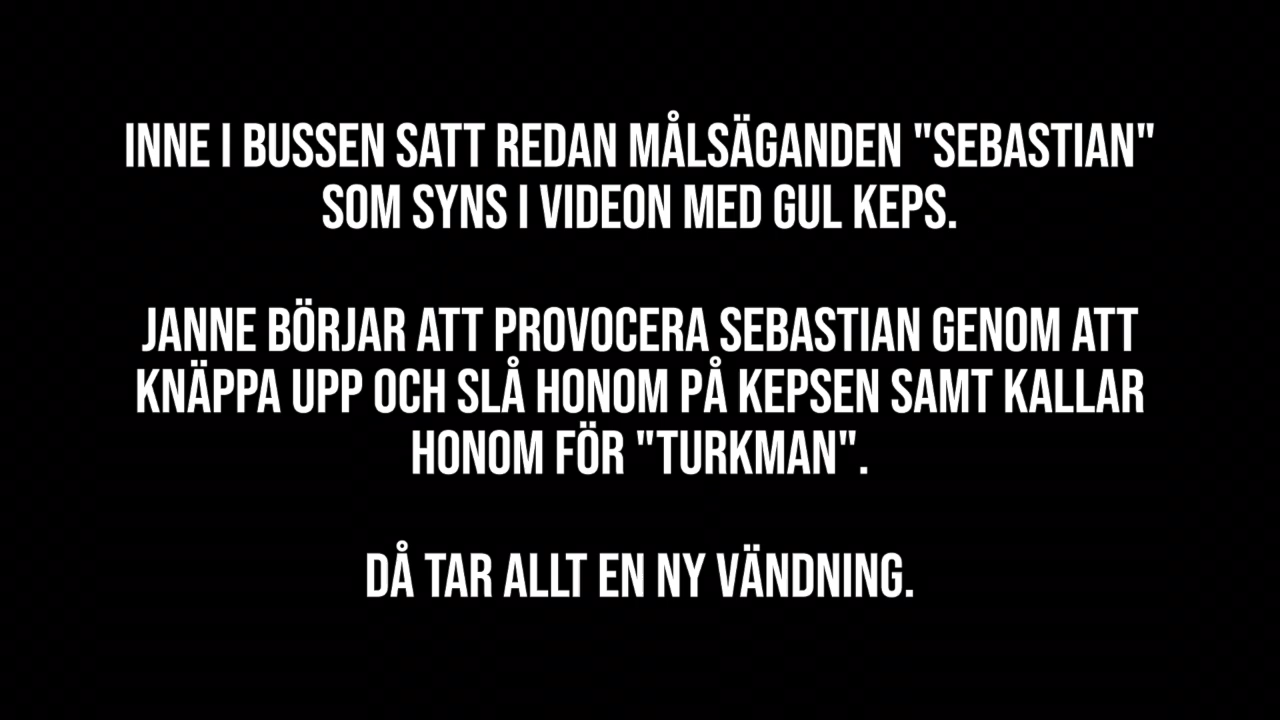 INNE I BUSSEN SATT REDAN MÅLSÄGANDEN "SEBASTIAN"
SOM SYNS I VIDEON MED GUL KEPS.
JANNE BÖRJAR ATT PROVOCERA SEBASTIAN GENOM ATT
KNÄPPA UPP OCH SLÅ HONOM PÅ KEPSEN SAMT KALLAR
HONOM FÖR "TURKMAN".
DÅ TAR ALLT EN NY VÄNDNING.